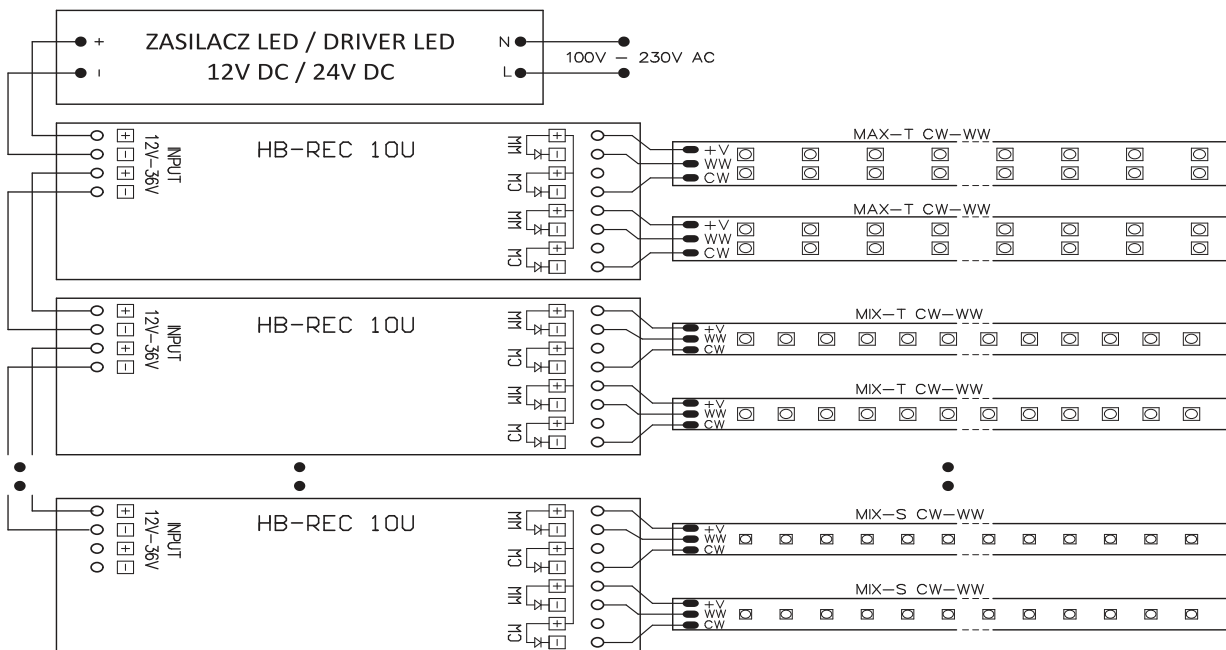 + ZASILACZ LED / DRIVER LED N
100V – 230V AC
– 12V DC / 24V DC L
HB-REC 10U
+ – + –
12V-36V
INPUT
WW CW WW CW
+ – + – + – + –
MAX-T CW-WW
+V
WW
CW
MAX-T CW-WW
+V
WW
CW
HB-REC 10U
+ – + –
12V-36V
INPUT
WW CW WW CW
+ – + – + – + –
MIX-T CW-WW
+V
WW
CW
MIX-T CW-WW
+V
WW
CW
HB-REC 10U
+ – + –
12V-36V
INPUT
WW CW WW CW
+ – + – + – + –
MIX-S CW-WW
+V
WW
CW
MIX-S CW-WW
+V
WW
CW